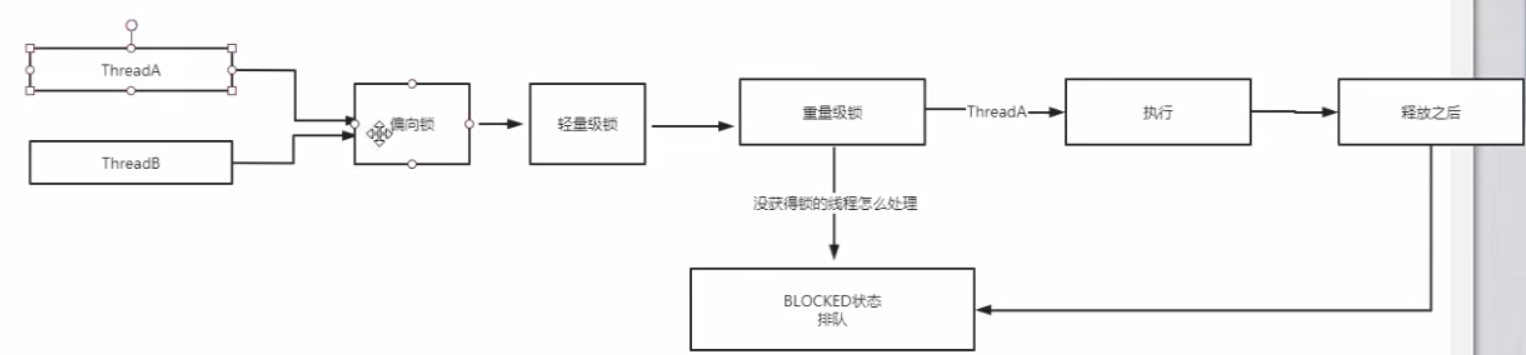 ThreadA
ThreadB
偏向锁
轻量级锁
重量级锁
ThreadA
执行
释放之后
没获得锁的线程怎么处理
BLOCKED状态
排队